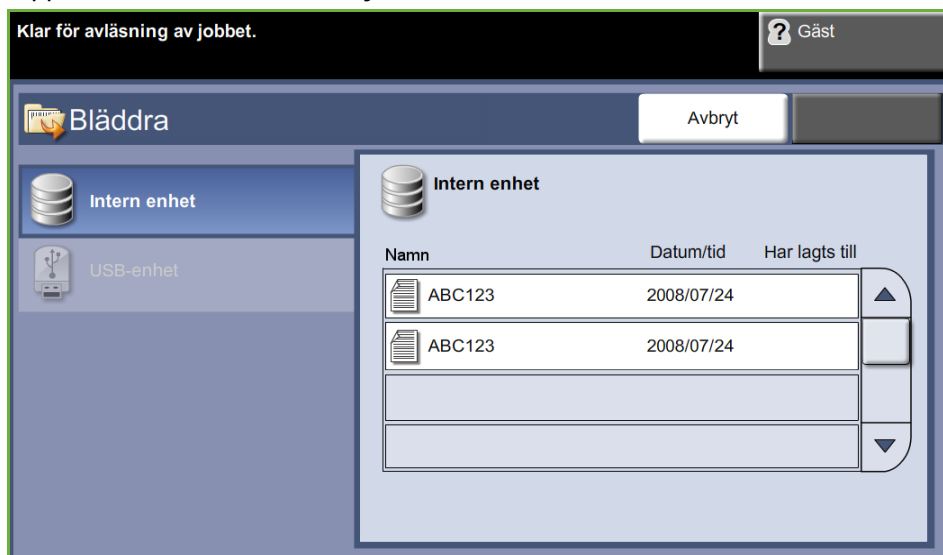 Klar för avläsning av jobbet.
Gäst
Bläddra
Avbryt
Intern enhet
USB-enhet
Intern enhet
Namn Datum/tid Har lagts till
ABC123 2008/07/24
ABC123 2008/07/24